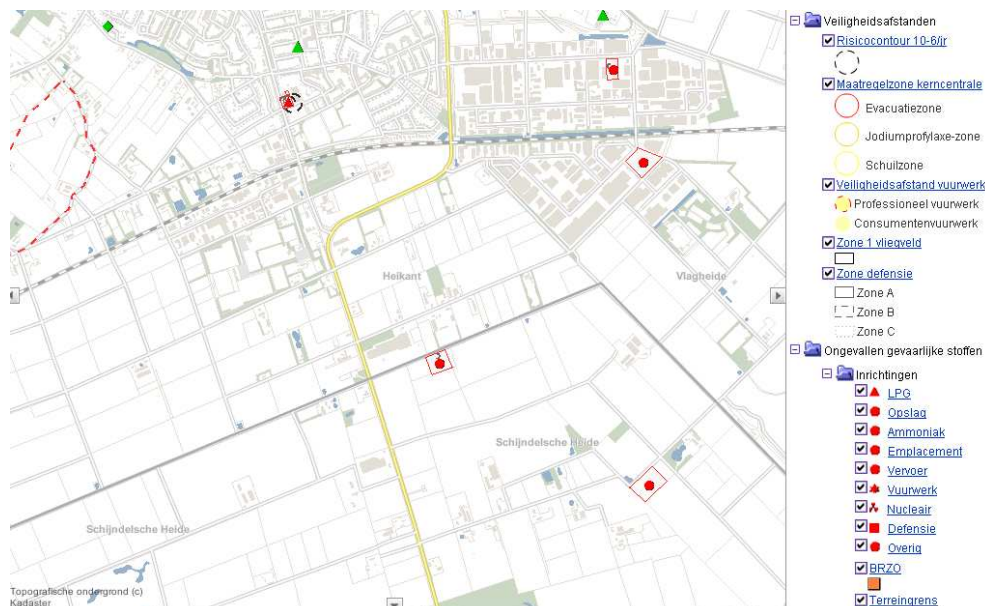 Heikant
Vlagheide
Schijndelsche Heide
Schijndelsche Heide
Topografische ondergrond (c)
Kadaster
Veiligheidsafstanden
Risicocontour 10-6/jr
Maatregelzone kerncentrale
Evacuatiezone
Jodiumprofylaxe-zone
Schuilzone
Veiligheidsafstand vuurwerk
Professioneel vuurwerk
Consumentenvuurwerk
Zone 1 vliegveld
Zone defensie
Zone A
Zone B
Zone C
Ongevallen gevaarlijke stoffen
Inrichtingen
LPG
Opslag
Ammoniak
Emplacement
Vervoer
Vuurwerk
Nucleair
Defensie
Overig
BRZO
Terreingrens